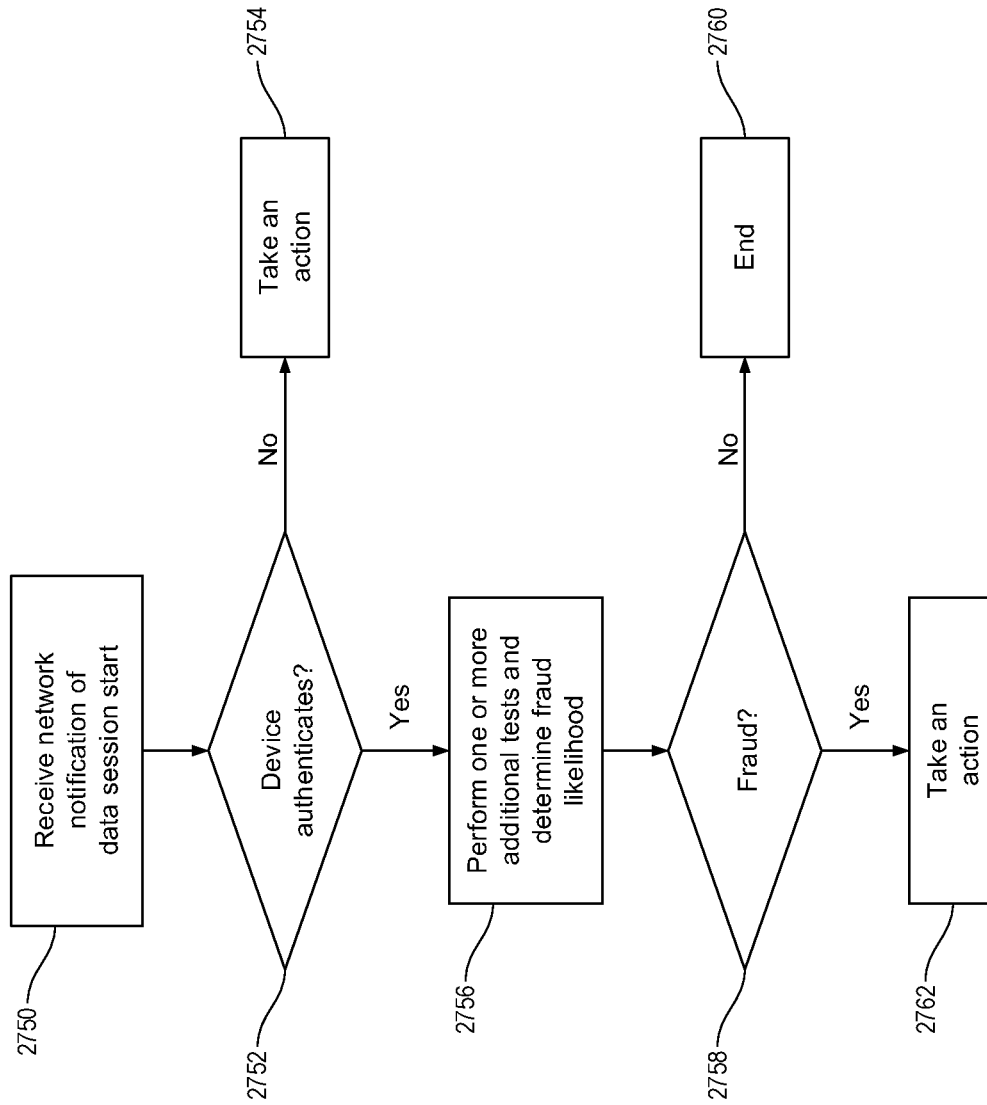 2750
Receive network
notification of
data session start
2752
Device
authenticates?
No
Take an
action
2754
Yes
2756
Perform one or more
additional tests and
determine fraud
likelihood
2758
Fraud?
No
End
2760
Yes
2762
Take an
action